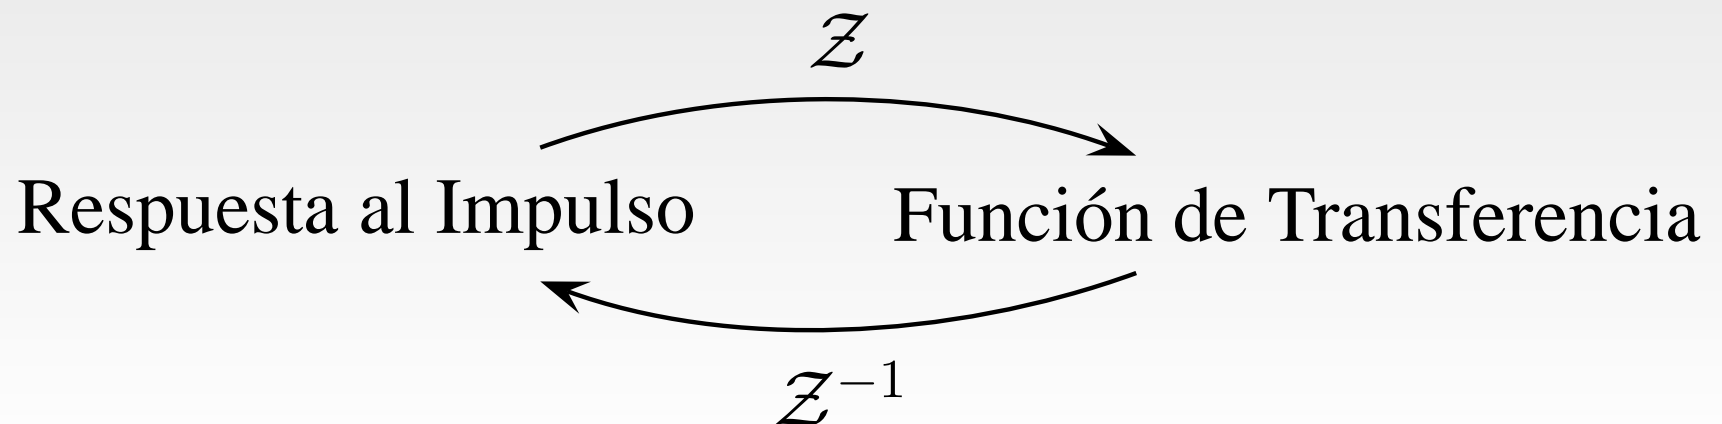 𝒵
Respuesta al Impulso Función de Transferencia
𝒵⁻¹